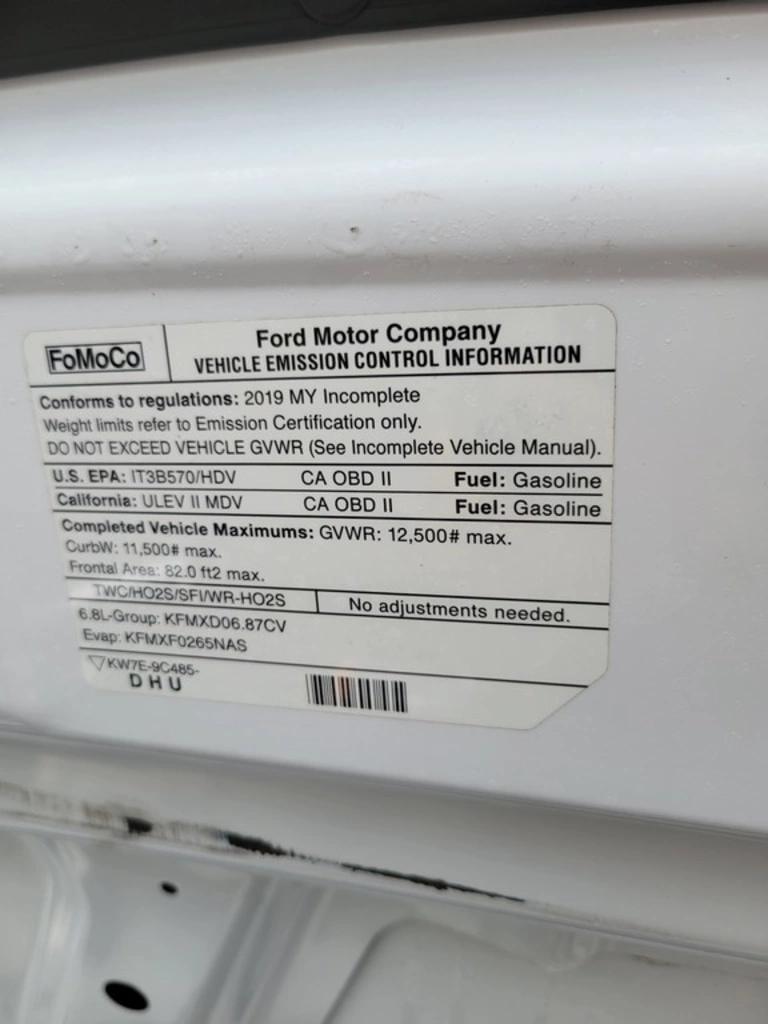 FoMoCo
Ford Motor Company
VEHICLE EMISSION CONTROL INFORMATION
Conforms to regulations: 2019 MY Incomplete
Weight limits refer to Emission Certification only.
DO NOT EXCEED VEHICLE GVWR (See Incomplete Vehicle Manual).
U.S. EPA: IT3B570/HDV CA OBD II Fuel: Gasoline
California: ULEV II MDV CA OBD II Fuel: Gasoline
Completed Vehicle Maximums: GVWR: 12,500# max.
CurbW: 11,500# max.
Frontal Area: 82.0 ft2 max.
TWC/HO2S/SFI/WR-HO2S No adjustments needed.
6.8L-Group: KFMXD06.87CV
Evap: KFMXF0265NAS
KW7E-9C485-
DHU